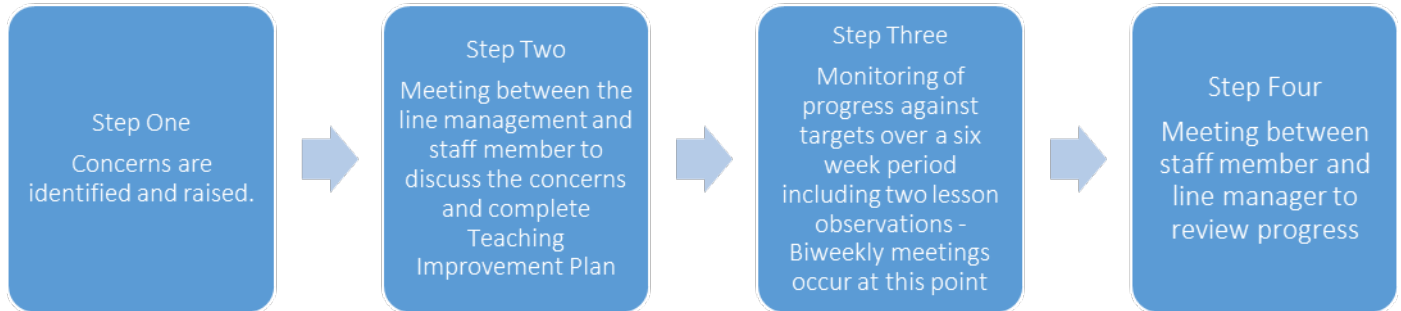 Step One
Concerns are
identified and raised.
Step Two
Meeting between the
line management and
staff member to
discuss the concerns
and complete
Teaching
Improvement Plan
Step Three
Monitoring of
progress against
targets over a six
week period
including two lesson
observations -
Biweekly meetings
occur at this point
Step Four
Meeting between
staff member and
line manager to
review progress